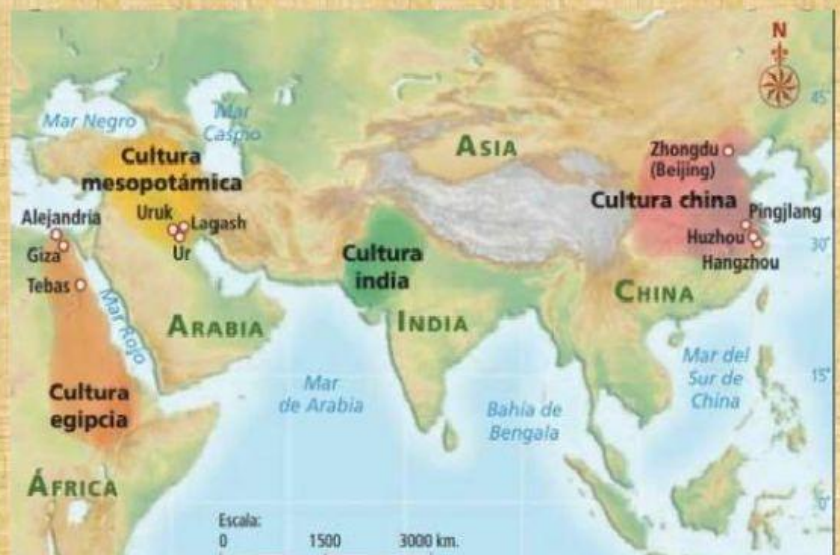 N
45°
Mar Negro
Mar
Caspio
ASIA
Zhongdu
(Beijing)
Cultura
mesopotámica
Cultura china
Pingjlang
Alejandría
Uruk
Lagash
Huzhou
30°
Giza
Ur
Cultura
india
Hangzhou
Tebas
CHINA
Mar Rojo
ARABIA
INDIA
Mar del
Sur de
China
15°
Mar
de Arabia
Cultura
egipcia
Bahía de
Bengala
ÁFRICA
0°
Escala:
0 1500 3000 km.